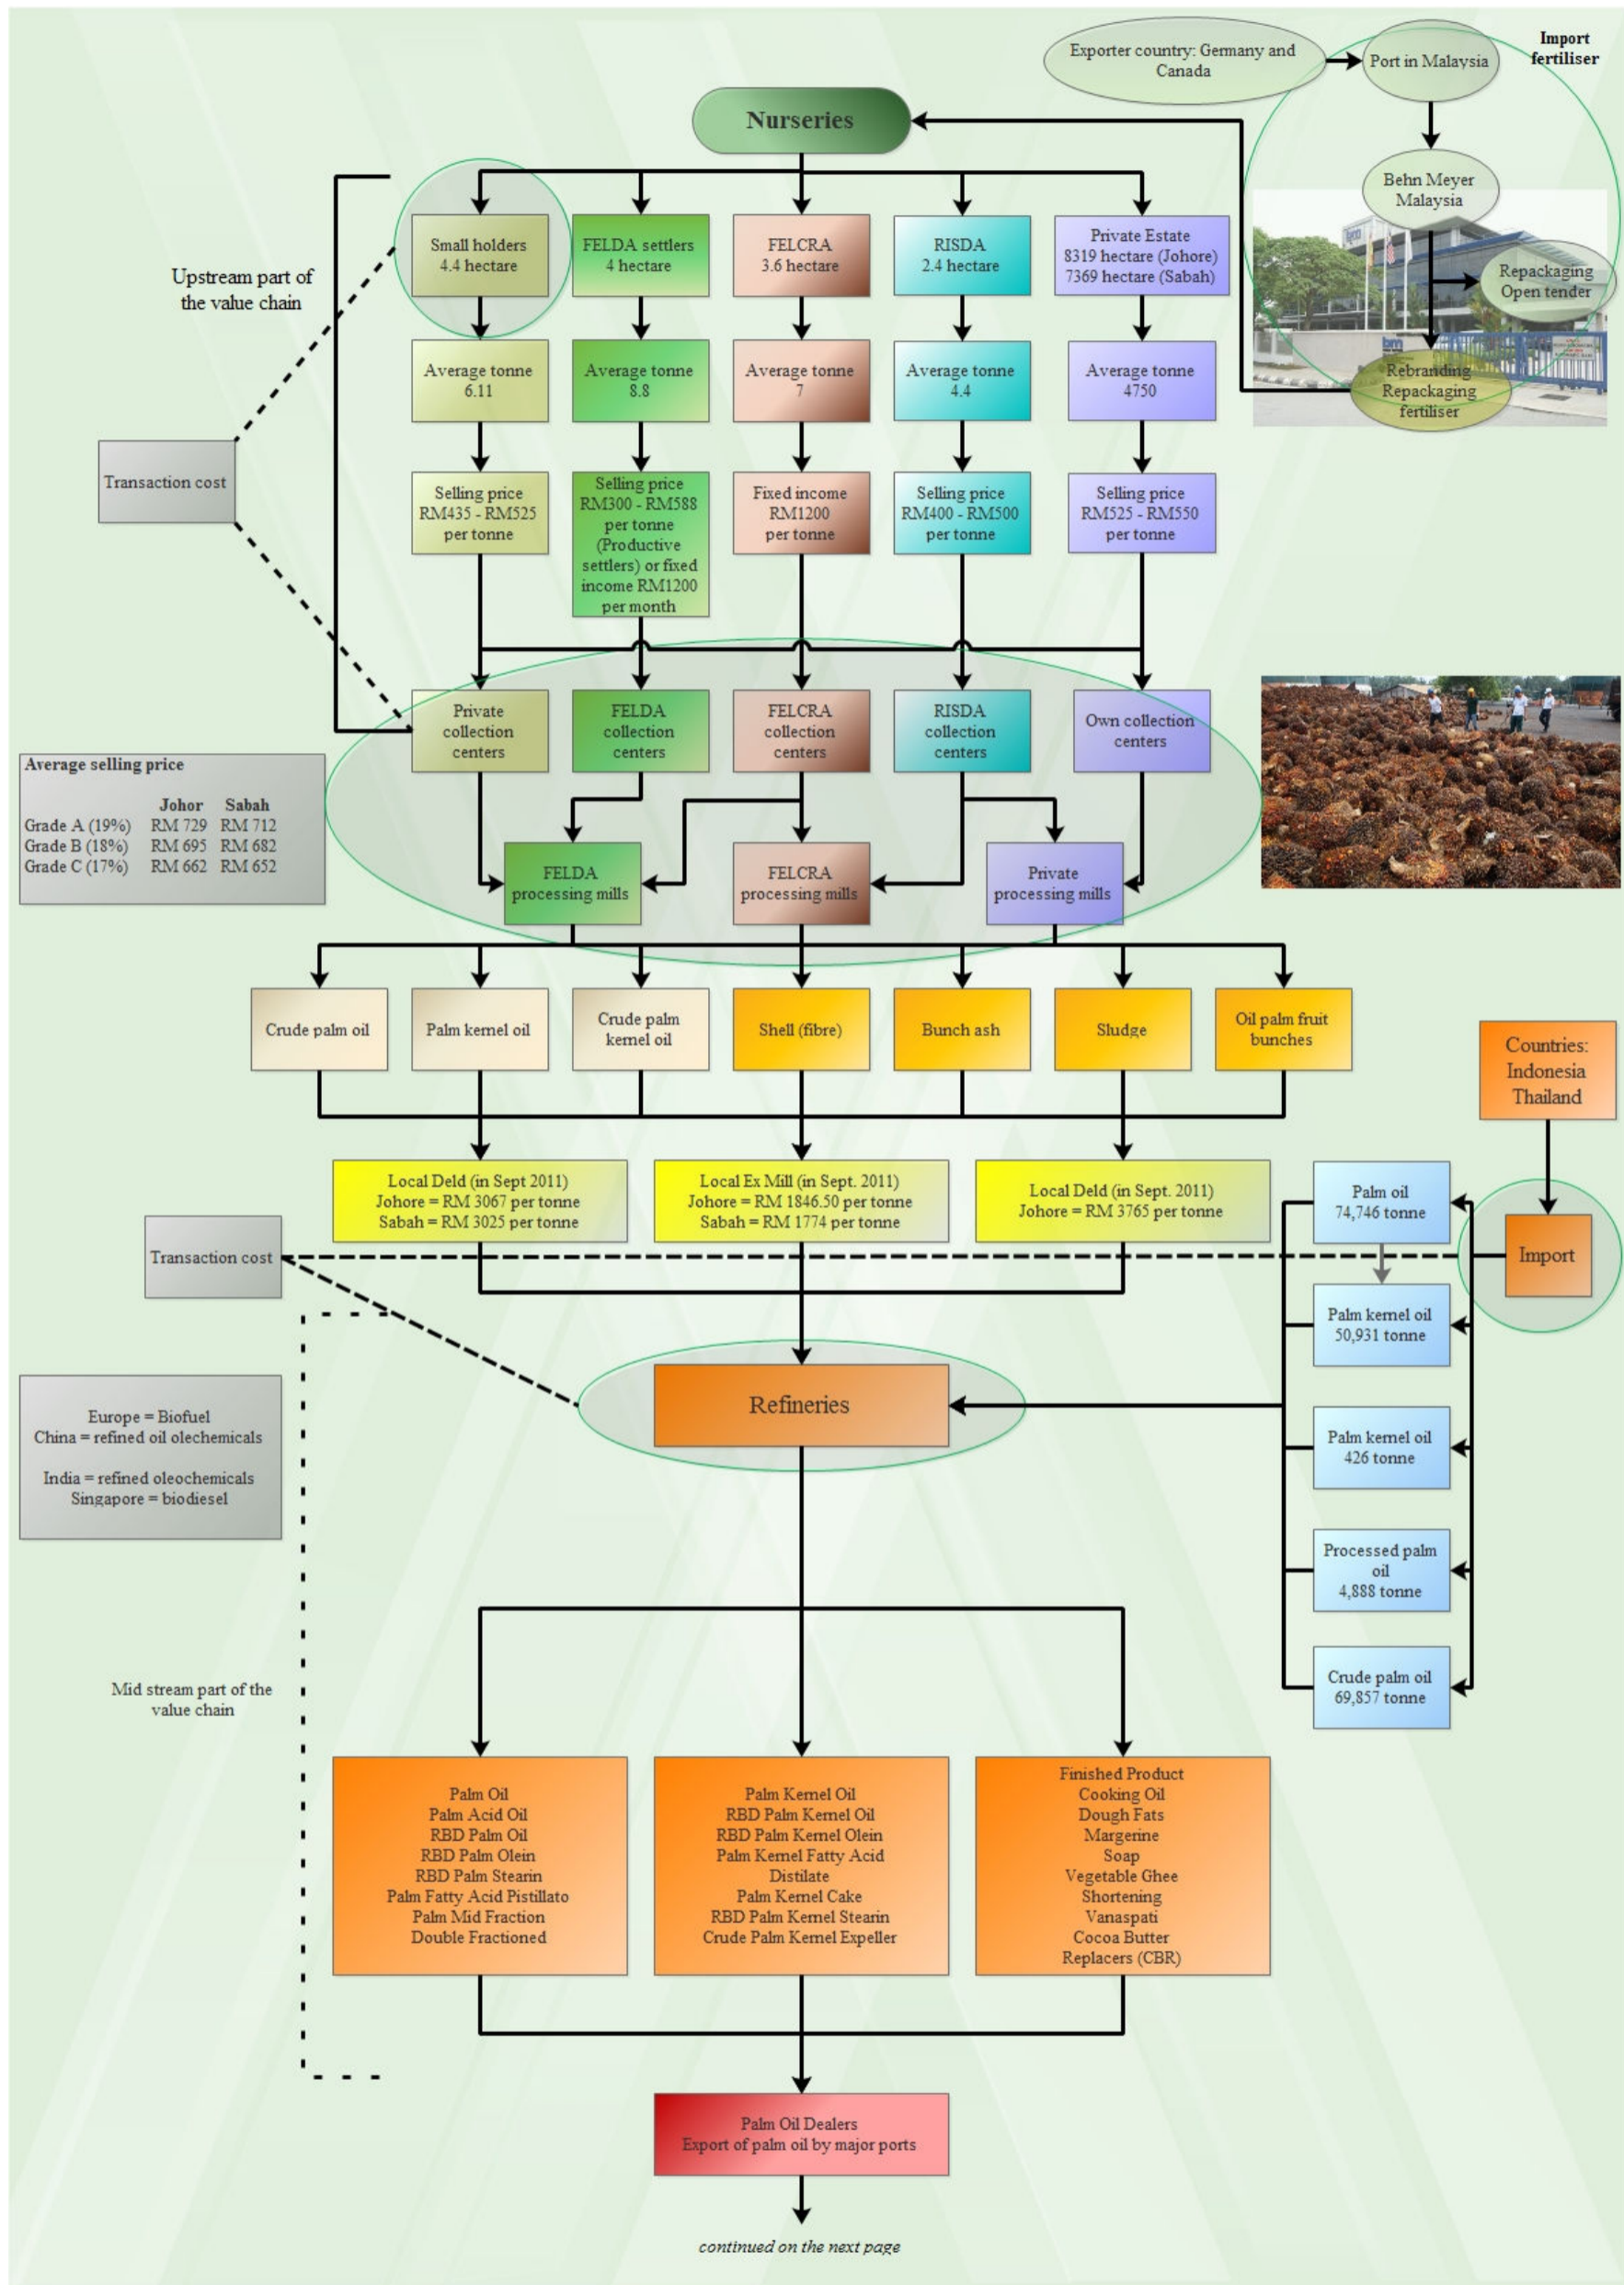 Exporter country: Germany and
Canada
Port in Malaysia
Import
fertiliser
Nurseries
Behn Meyer
Malaysia
Repackaging
Open tender
Rebranding
Repackaging
fertiliser
Small holders
4.4 hectare
FELDA settlers
4 hectare
FELCRA
3.6 hectare
RISDA
2.4 hectare
Private Estate
8319 hectare (Johore)
7369 hectare (Sabah)
Upstream part of
the value chain
Average tonne
6.11
Average tonne
8.8
Average tonne
7
Average tonne
4.4
Average tonne
4750
Transaction cost
Selling price
RM435 - RM525
per tonne
Selling price
RM300 - RM588
per tonne
(Productive
settlers) or fixed
income RM1200
per month
Fixed income
RM1200
per tonne
Selling price
RM400 - RM500
per tonne
Selling price
RM525 - RM550
per tonne
Private
collection
centers
FELDA
collection
centers
FELCRA
collection
centers
RISDA
collection
centers
Own collection
centers
Average selling price
Johor Sabah
Grade A (19%) RM 729 RM 712
Grade B (18%) RM 695 RM 682
Grade C (17%) RM 662 RM 652
FELDA
processing mills
FELCRA
processing mills
Private
processing mills
Crude palm oil
Palm kernel oil
Crude palm
kernel oil
Shell (fibre)
Bunch ash
Sludge
Oil palm fruit
bunches
Countries:
Indonesia
Thailand
Local Deld (in Sept 2011)
Johore = RM 3067 per tonne
Sabah = RM 3025 per tonne
Local Ex Mill (in Sept. 2011)
Johore = RM 1846.50 per tonne
Sabah = RM 1774 per tonne
Local Deld (in Sept. 2011)
Johore = RM 3765 per tonne
Palm oil
74,746 tonne
Import
Transaction cost
Palm kernel oil
50,931 tonne
Refineries
Europe = Biofuel
China = refined oil olechemicals
India = refined oleochemicals
Singapore = biodiesel
Palm kernel oil
426 tonne
Processed palm
oil
4,888 tonne
Crude palm oil
69,857 tonne
Mid stream part of the
value chain
Palm Oil
Palm Acid Oil
RBD Palm Oil
RBD Palm Olein
RBD Palm Stearin
Palm Fatty Acid Pistillato
Palm Mid Fraction
Double Fractioned
Palm Kernel Oil
RBD Palm Kernel Oil
RBD Palm Kernel Olein
Palm Kernel Fatty Acid
Distilate
Palm Kernel Cake
RBD Palm Kernel Stearin
Crude Palm Kernel Expeller
Finished Product
Cooking Oil
Dough Fats
Margerine
Soap
Vegetable Ghee
Shortening
Vanaspati
Cocoa Butter
Replacers (CBR)
Palm Oil Dealers
Export of palm oil by major ports
continued on the next page